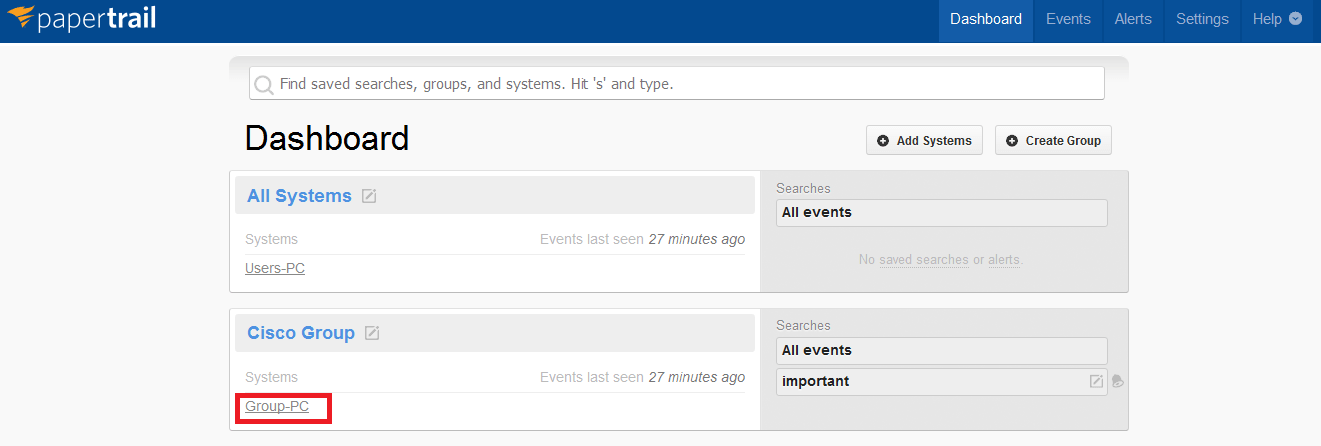 papertrail
Dashboard Events Alerts Settings Help
Find saved searches, groups, and systems. Hit 's' and type.
Dashboard
Add Systems Create Group
All Systems
Systems Events last seen 27 minutes ago
Users-PC
Searches
All events
No saved searches or alerts.
Cisco Group
Systems Events last seen 27 minutes ago
Group-PC
Searches
All events
important